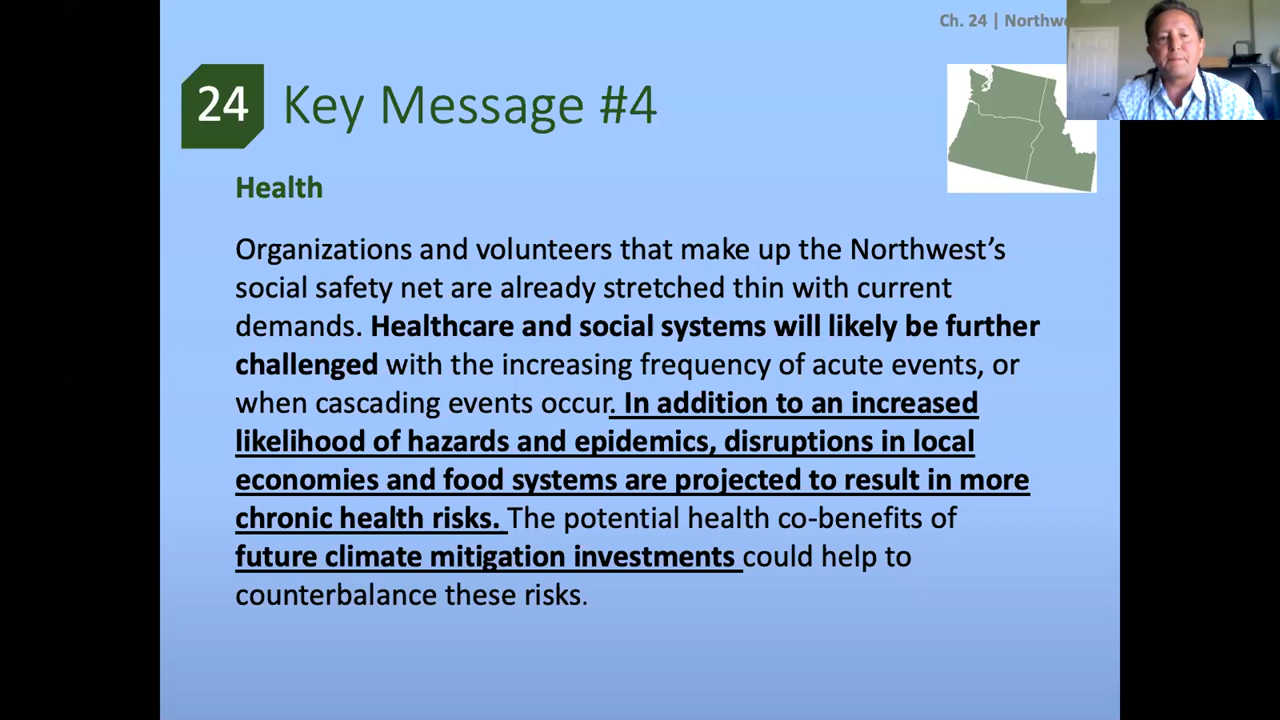 Ch. 24 | Northw
24 Key Message #4
Health
Organizations and volunteers that make up the Northwest’s
social safety net are already stretched thin with current
demands. Healthcare and social systems will likely be further
challenged with the increasing frequency of acute events, or
when cascading events occur. In addition to an increased
likelihood of hazards and epidemics, disruptions in local
economies and food systems are projected to result in more
chronic health risks. The potential health co-benefits of
future climate mitigation investments could help to
counterbalance these risks.